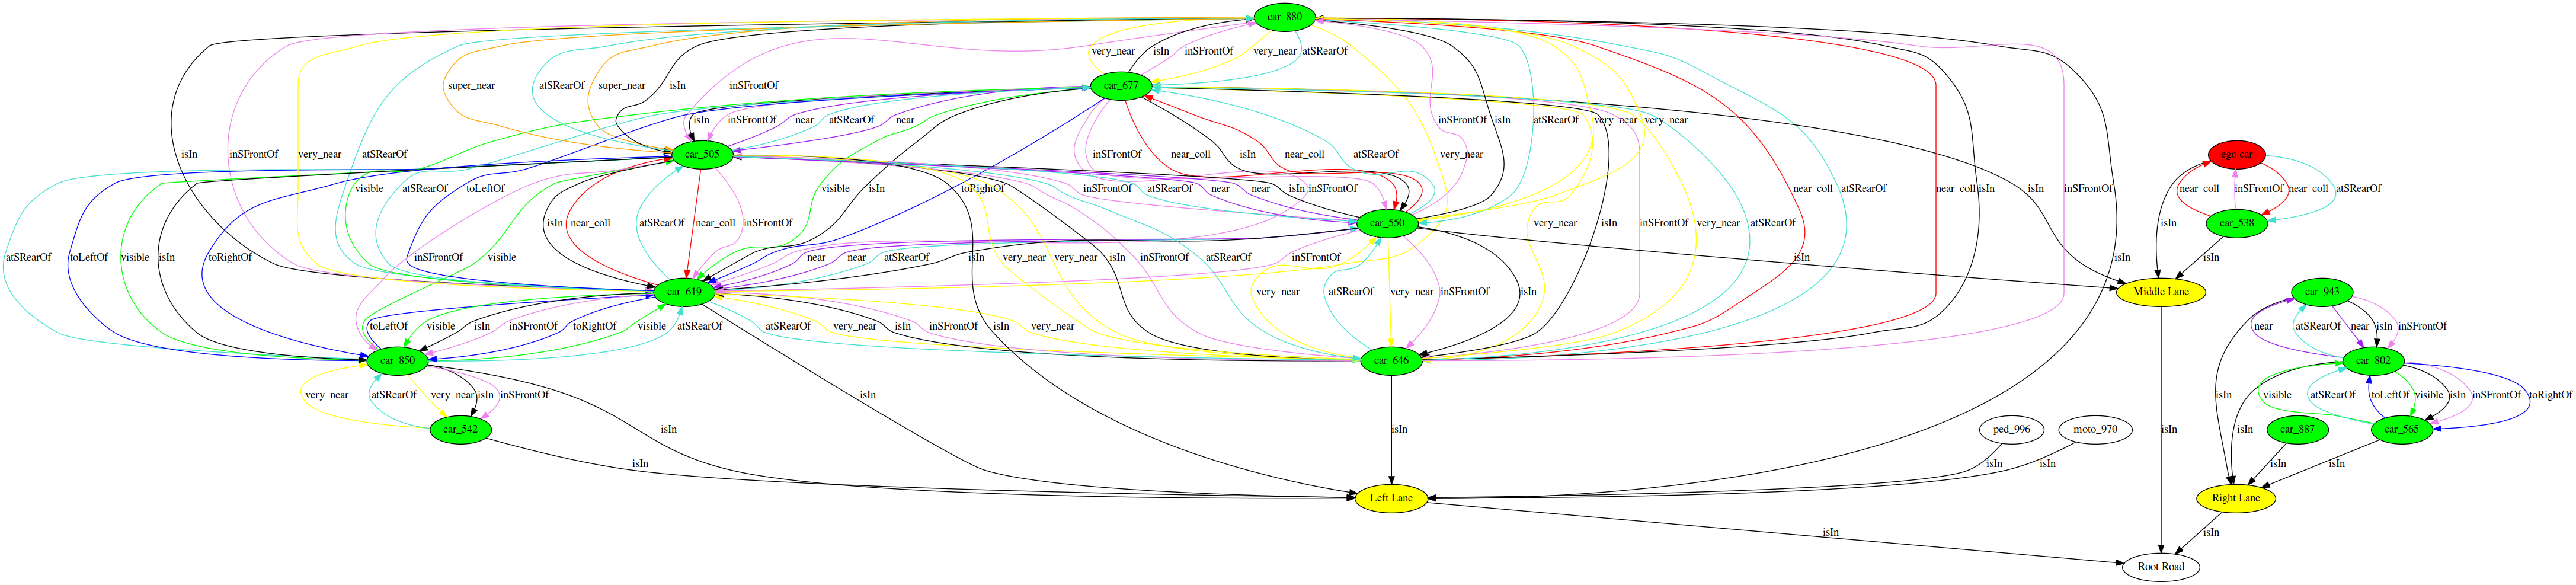 car_880
very_near isIn inSFrontOf very_near atSRearOf
car_677
super_near atSRearOf super_near isIn inSFrontOf
isIn inSFrontOf near atSRearOf near inSFrontOf isIn atSRearOf very_near very_near
car_505
ego car
isIn inSFrontOf very_near atSRearOf inSFrontOf near_coll isIn near_coll atSRearOf very_near
visible atSRearOf toLeftOf visible isIn toRightOf inSFrontOf atSRearOf near near isIn inSFrontOf near_coll atSRearOf near_coll isIn inSFrontOf isIn near_coll inSFrontOf near_coll atSRearOf
car_550
car_538
isIn near_coll atSRearOf near_coll inSFrontOf very_near isIn inSFrontOf very_near atSRearOf isIn
atSRearOf toLeftOf visible isIn toRightOf inSFrontOf visible near near atSRearOf isIn very_near very_near isIn inSFrontOf atSRearOf inSFrontOf isIn isIn isIn
car_619
very_near atSRearOf very_near inSFrontOf isIn
Middle Lane
car_943
toLeftOf visible isIn inSFrontOf toRightOf visible atSRearOf atSRearOf very_near isIn inSFrontOf very_near isIn near atSRearOf near isIn inSFrontOf
car_850
car_646
car_802
very_near atSRearOf very_near isIn inSFrontOf isIn isIn visible atSRearOf toLeftOf visible isIn inSFrontOf toRightOf
car_542
isIn isIn ped_996 moto_970 isIn isIn car_887 car_565
isIn isIn isIn isIn isIn
Left Lane
Right Lane
isIn isIn
Root Road